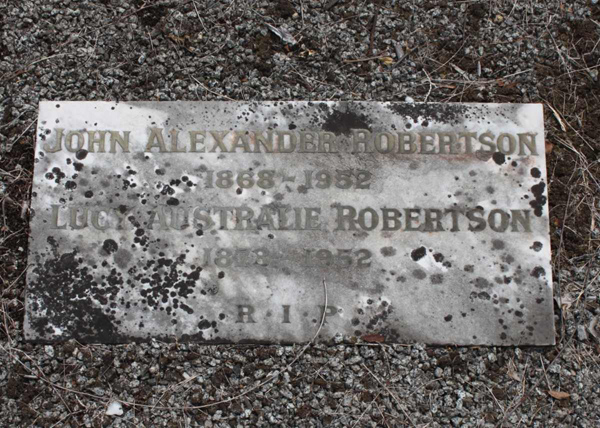 JOHN ALEXANDER ROBERTSON
1868 - 1952
LUCY AUSTRALIE ROBERTSON
1952
R I P